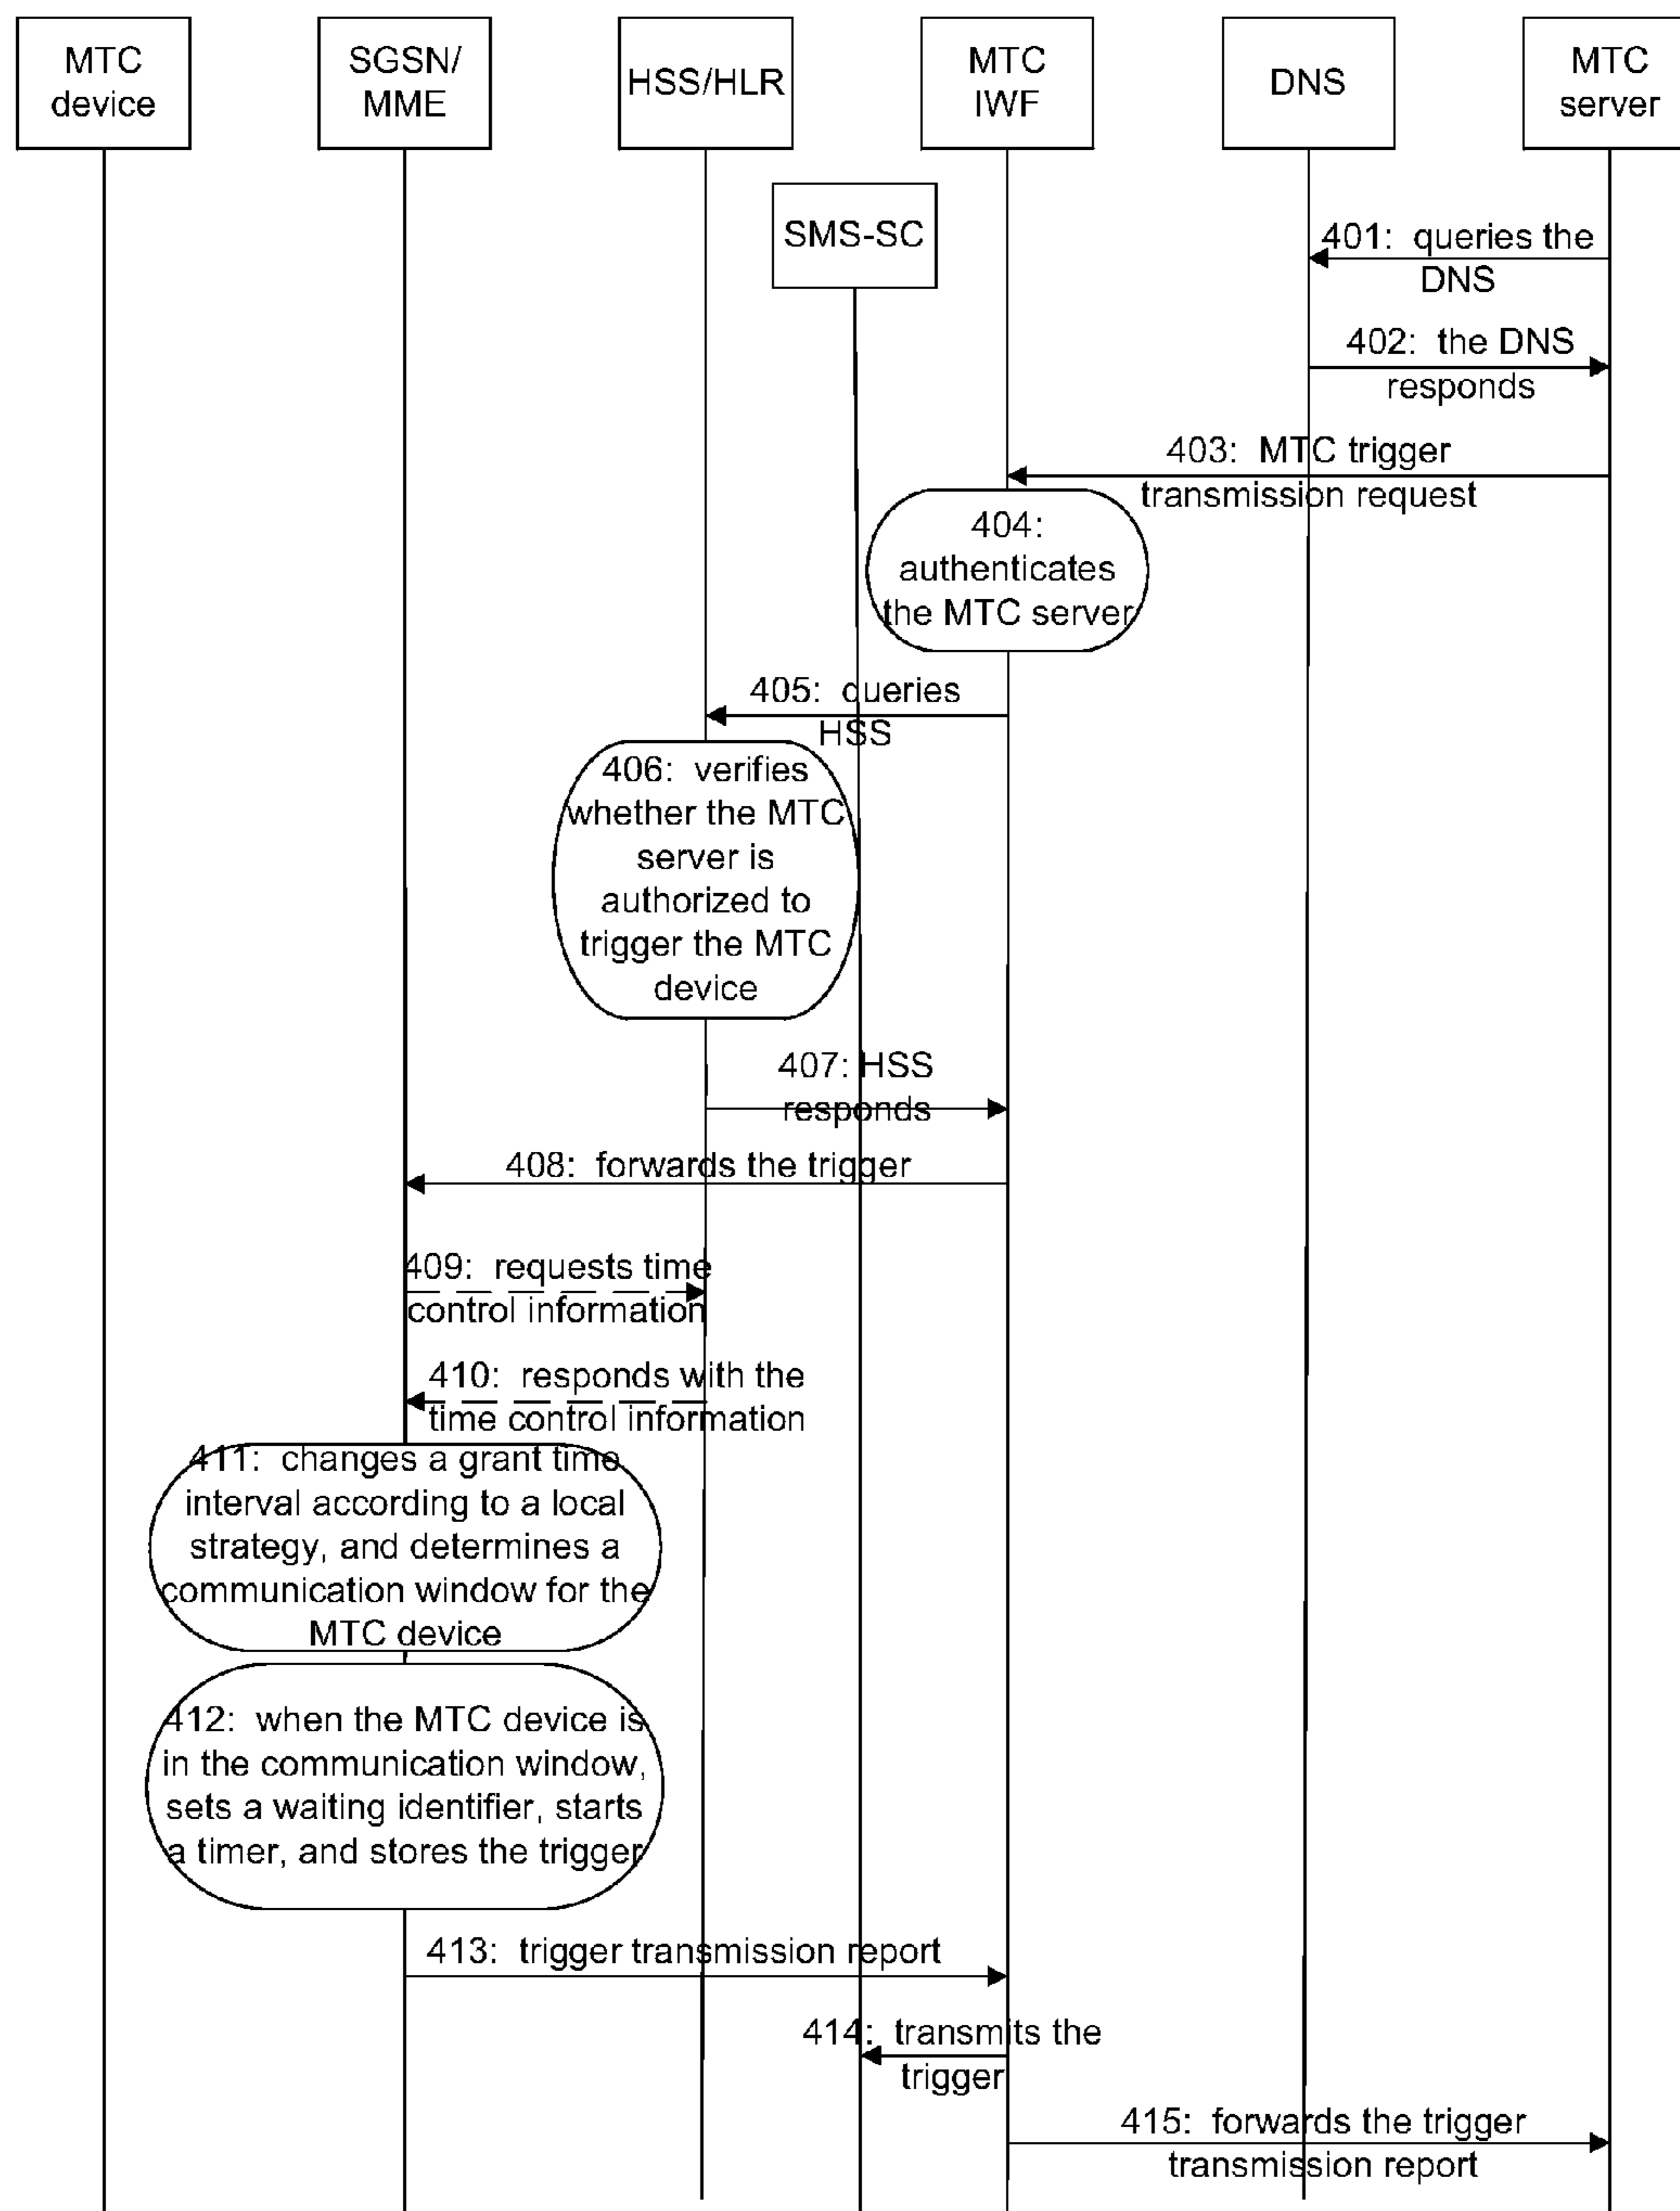 MTC
device
SGSN/
MME
HSS/HLR
MTC
IWF
DNS
MTC
server
SMS-SC
401: queries the
DNS
402: the DNS
responds
403: MTC trigger
transmission request
404:
authenticates
the MTC server
405: queries
HSS
406: verifies
whether the MTC
server is
authorized to
trigger the MTC
device
407: HSS
responds
408: forwards the trigger
409: requests time
control information
410: responds with the
time control information
411: changes a grant time
interval according to a local
strategy, and determines a
communication window for the
MTC device
412: when the MTC device is
in the communication window,
sets a waiting identifier, starts
a timer, and stores the trigger
413: trigger transmission report
414: transmits the
trigger
415: forwards the trigger
transmission report